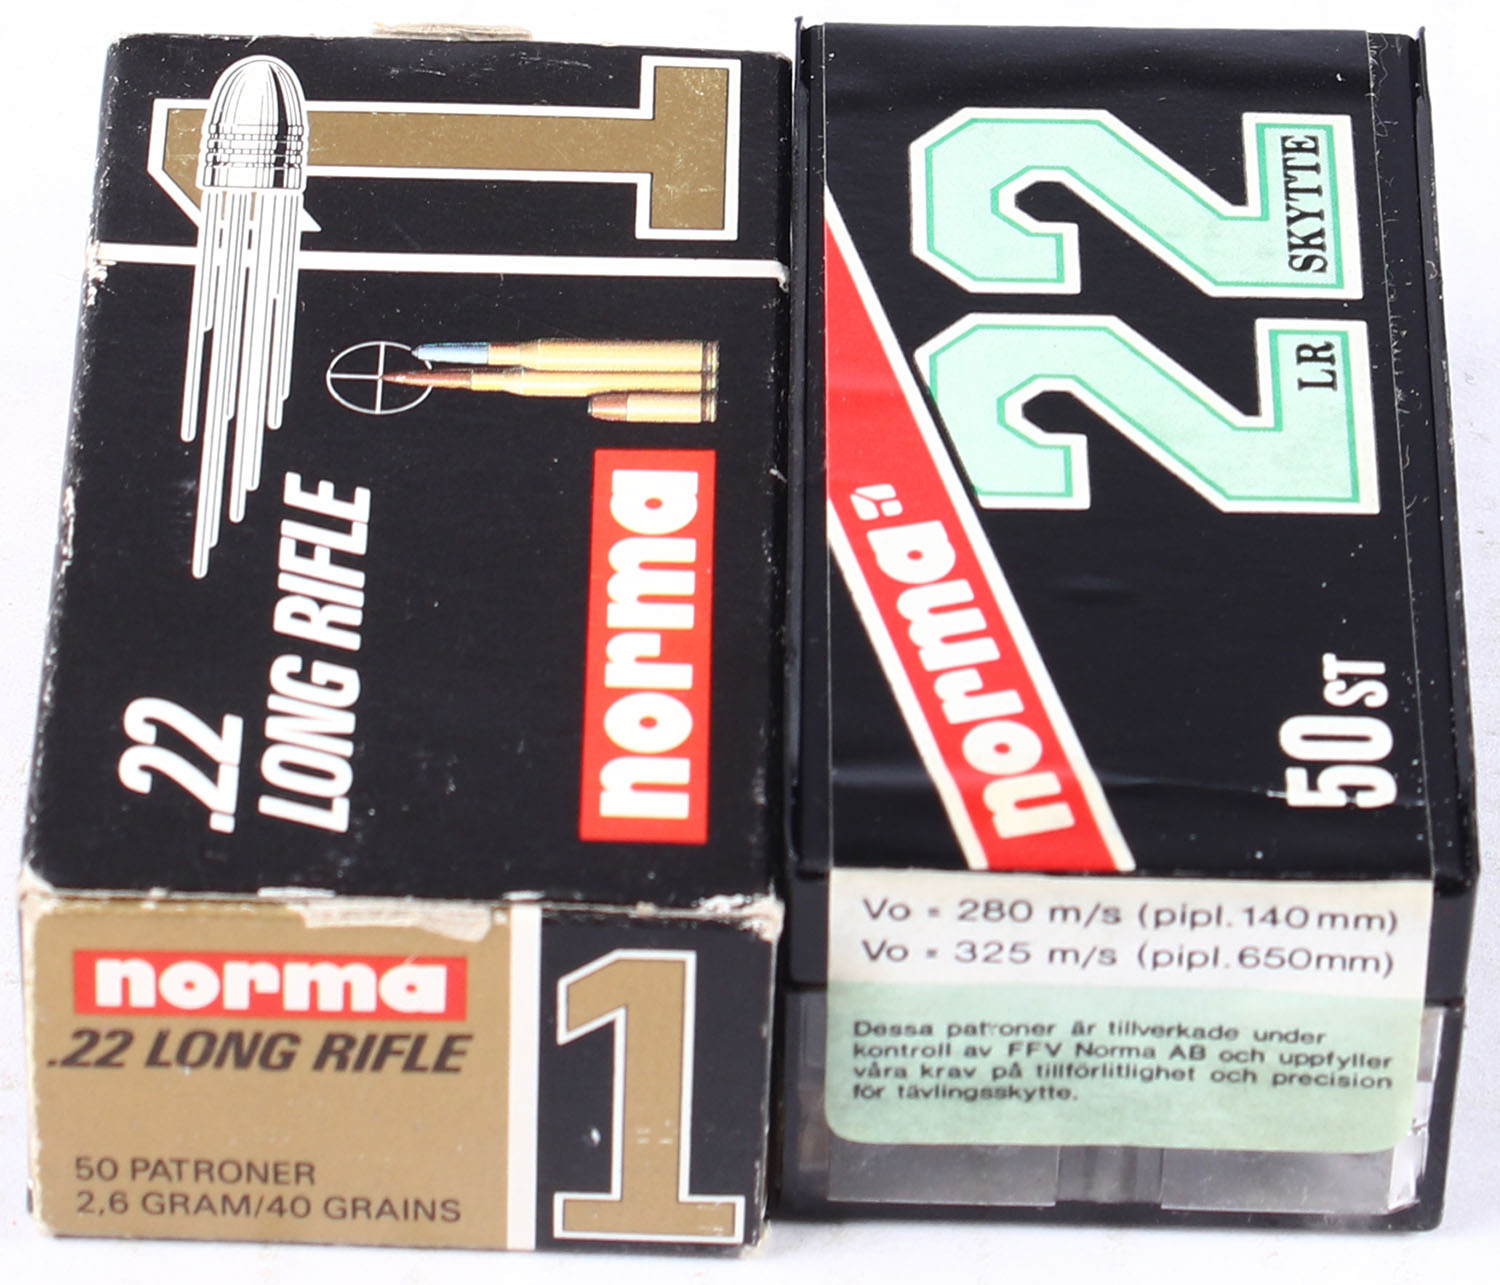 1
.22
LONG RIFLE
norma
norma
.22 LONG RIFLE
50 PATRONER
2,6 GRAM/40 GRAINS
1
22
LR SKYTTE
norma
50 ST
Vo = 280 m/s (pipl. 140 mm)
Vo = 325 m/s (pipl. 650mm)
Dessa patroner är tillverkade under
kontroll av FFV Norma AB och uppfyller
våra krav på tillförlitlighet och precision
för tävlingsskytte.